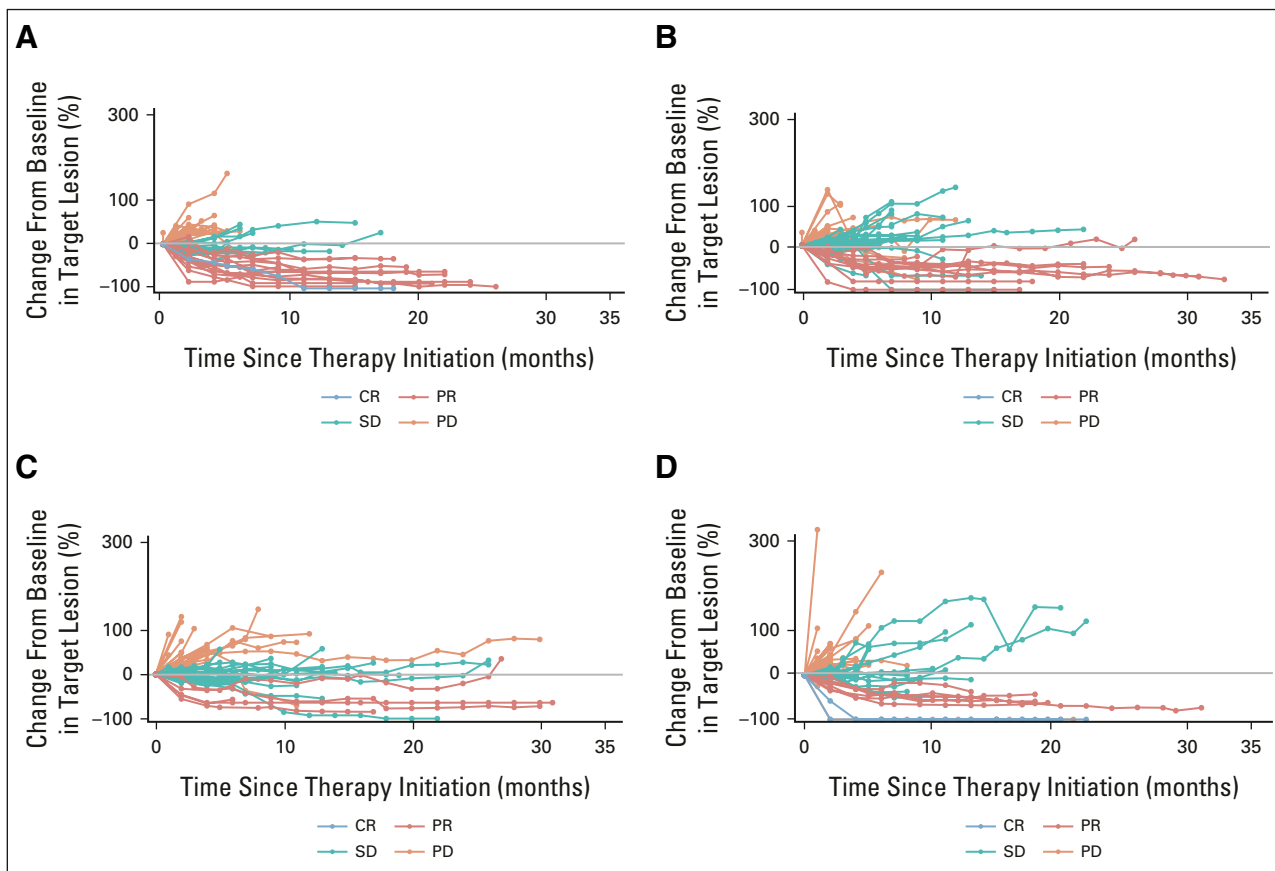 A
Change From Baseline
in Target Lesion (%)
300
100
0
−100
0
10
20
30
35
Time Since Therapy Initiation (months)
CR
PR
SD
PD
B
Change From Baseline
in Target Lesion (%)
300
100
0
−100
0
10
20
30
35
Time Since Therapy Initiation (months)
CR
PR
SD
PD
C
Change From Baseline
in Target Lesion (%)
300
100
0
−100
0
10
20
30
35
Time Since Therapy Initiation (months)
CR
PR
SD
PD
D
Change From Baseline
in Target Lesion (%)
300
100
0
−100
0
10
20
30
35
Time Since Therapy Initiation (months)
CR
PR
SD
PD